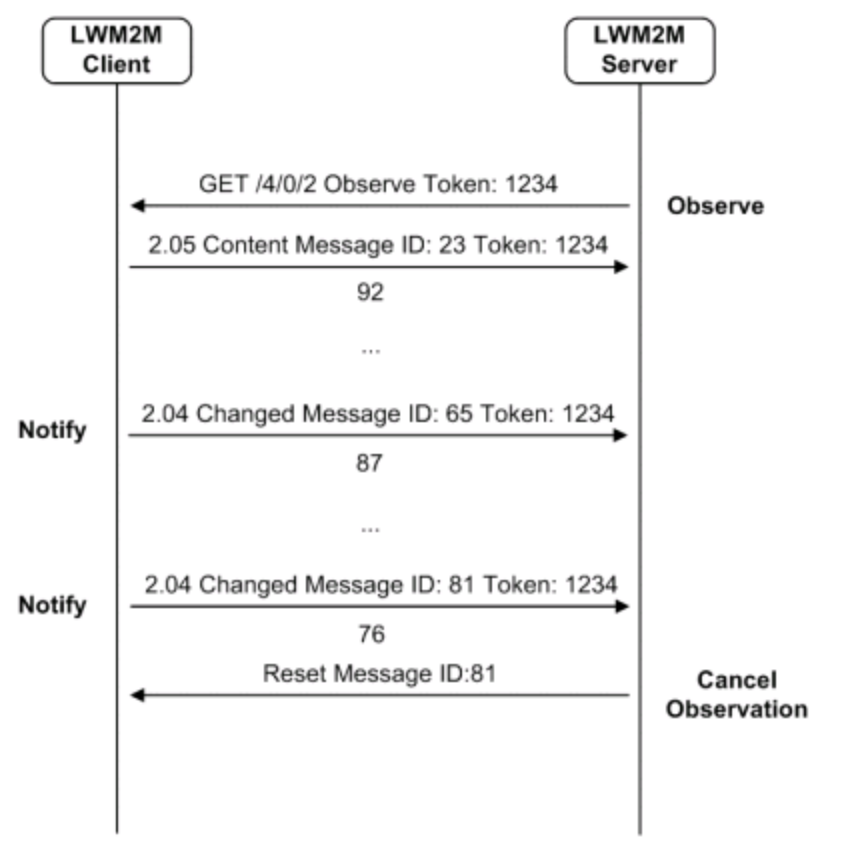 LWM2M
Client
LWM2M
Server
GET /4/0/2 Observe Token: 1234
Observe
2.05 Content Message ID: 23 Token: 1234
92
...
2.04 Changed Message ID: 65 Token: 1234
Notify
87
...
2.04 Changed Message ID: 81 Token: 1234
Notify
76
Reset Message ID:81
Cancel
Observation